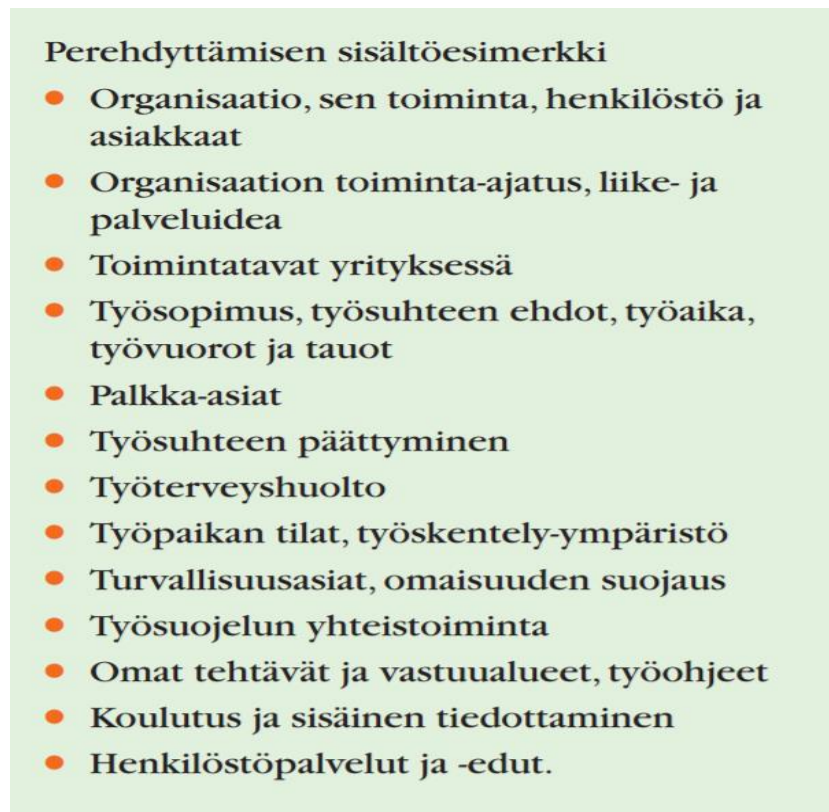 Perehdyttämisen sisältöesimerkki
• Organisaatio, sen toiminta, henkilöstö ja
asiakkaat
• Organisaation toiminta-ajatus, liike- ja
palveluidea
• Toimintatavat yrityksessä
• Työsopimus, työsuhteen ehdot, työaika,
työvuorot ja tauot
• Palkka-asiat
• Työsuhteen päättyminen
• Työterveyshuolto
• Työpaikan tilat, työskentely-ympäristö
• Turvallisuusasiat, omaisuuden suojaus
• Työsuojelun yhteistoiminta
• Omat tehtävät ja vastuualueet, työohjeet
• Koulutus ja sisäinen tiedottaminen
• Henkilöstöpalvelut ja -edut.